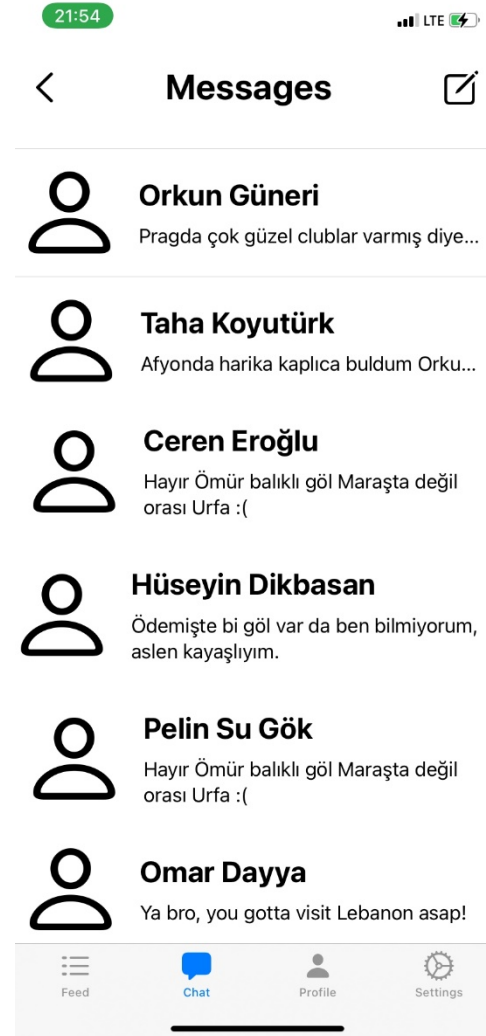 21:54
LTE
Messages
Orkun Güneri
Pragda çok güzel clublar varmış diye...
Taha Koyutürk
Afyonda harika kaplıca buldum Orku...
Ceren Eroğlu
Hayır Ömür balıklı göl Maraşta değil
orası Urfa :(
Hüseyin Dikbasan
Ödemişte bi göl var da ben bilmiyorum,
aslen kayaşlıyım.
Pelin Su Gök
Hayır Ömür balıklı göl Maraşta değil
orası Urfa :(
Omar Dayya
Ya bro, you gotta visit Lebanon asap!
Feed
Chat
Profile
Settings